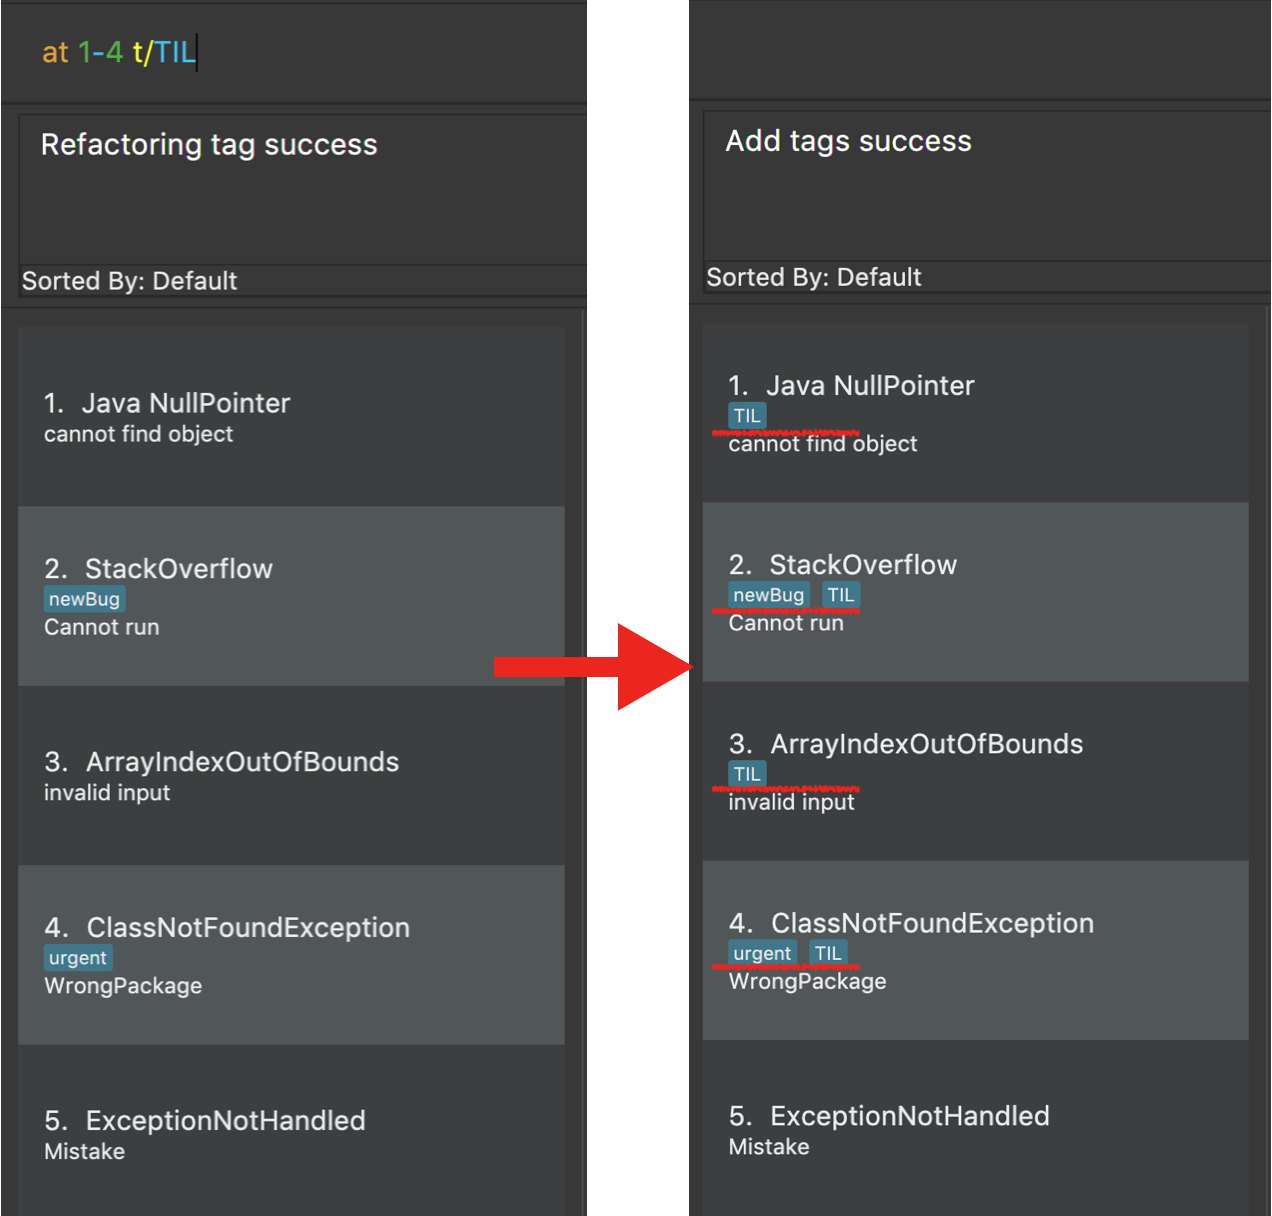 at 1-4 t/TIL
Refactoring tag success
Sorted By: Default
1. Java NullPointer
cannot find object
2. StackOverflow
newBug
Cannot run
3. ArrayIndexOutOfBounds
invalid input
4. ClassNotFoundException
urgent
WrongPackage
5. ExceptionNotHandled
Mistake
Add tags success
Sorted By: Default
1. Java NullPointer
TIL
cannot find object
2. StackOverflow
newBug TIL
Cannot run
3. ArrayIndexOutOfBounds
TIL
invalid input
4. ClassNotFoundException
urgent TIL
WrongPackage
5. ExceptionNotHandled
Mistake